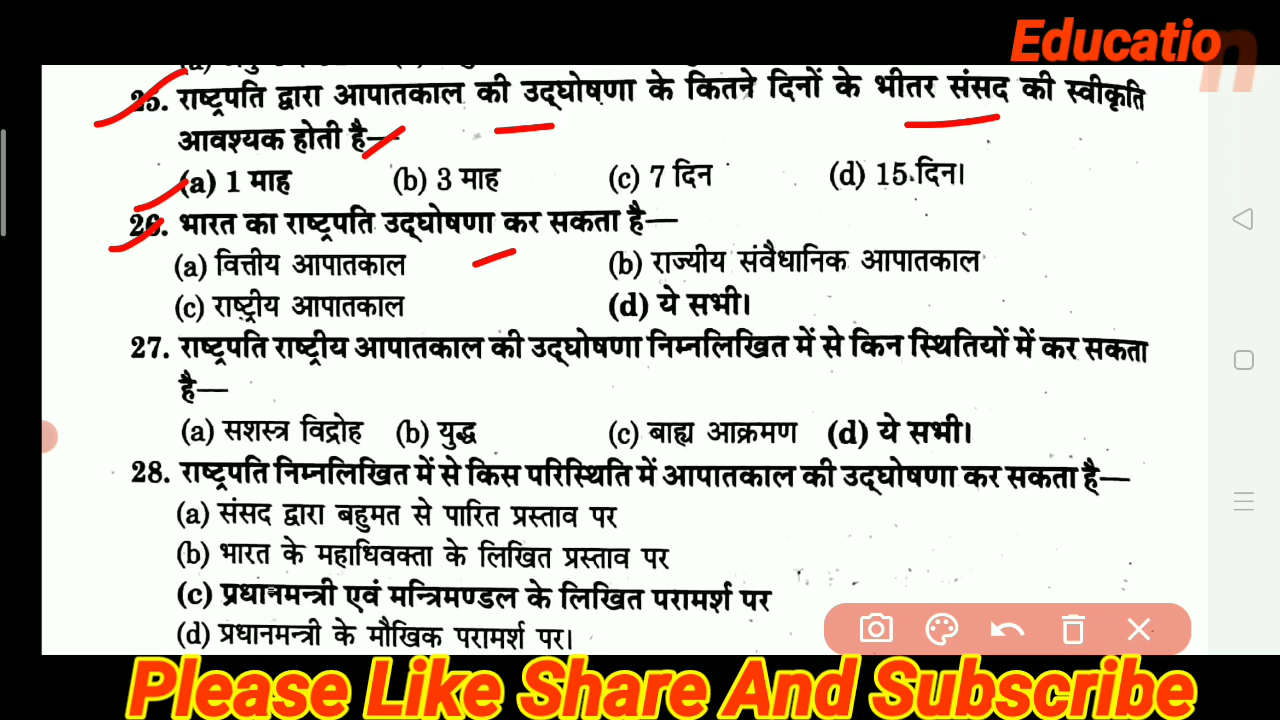 Education
25. राष्ट्रपति द्वारा आपातकाल की उद्घोषणा के कितने दिनों के भीतर संसद की स्वीकृति
आवश्यक होती है—
(a) 1 माह (b) 3 माह (c) 7 दिन (d) 15 दिन।
26. भारत का राष्ट्रपति उद्घोषणा कर सकता है—
(a) वित्तीय आपातकाल (b) राज्यीय संवैधानिक आपातकाल
(c) राष्ट्रीय आपातकाल (d) ये सभी।
27. राष्ट्रपति राष्ट्रीय आपातकाल की उद्घोषणा निम्नलिखित में से किन स्थितियों में कर सकता
है—
(a) सशस्त्र विद्रोह (b) युद्ध (c) बाह्य आक्रमण (d) ये सभी।
28. राष्ट्रपति निम्नलिखित में से किस परिस्थिति में आपातकाल की उद्घोषणा कर सकता है—
(a) संसद द्वारा बहुमत से पारित प्रस्ताव पर
(b) भारत के महाधिवक्ता के लिखित प्रस्ताव पर
(c) प्रधानमन्त्री एवं मन्त्रिमण्डल के लिखित परामर्श पर
(d) प्रधानमन्त्री के मौखिक परामर्श पर।
Please Like Share And Subscribe